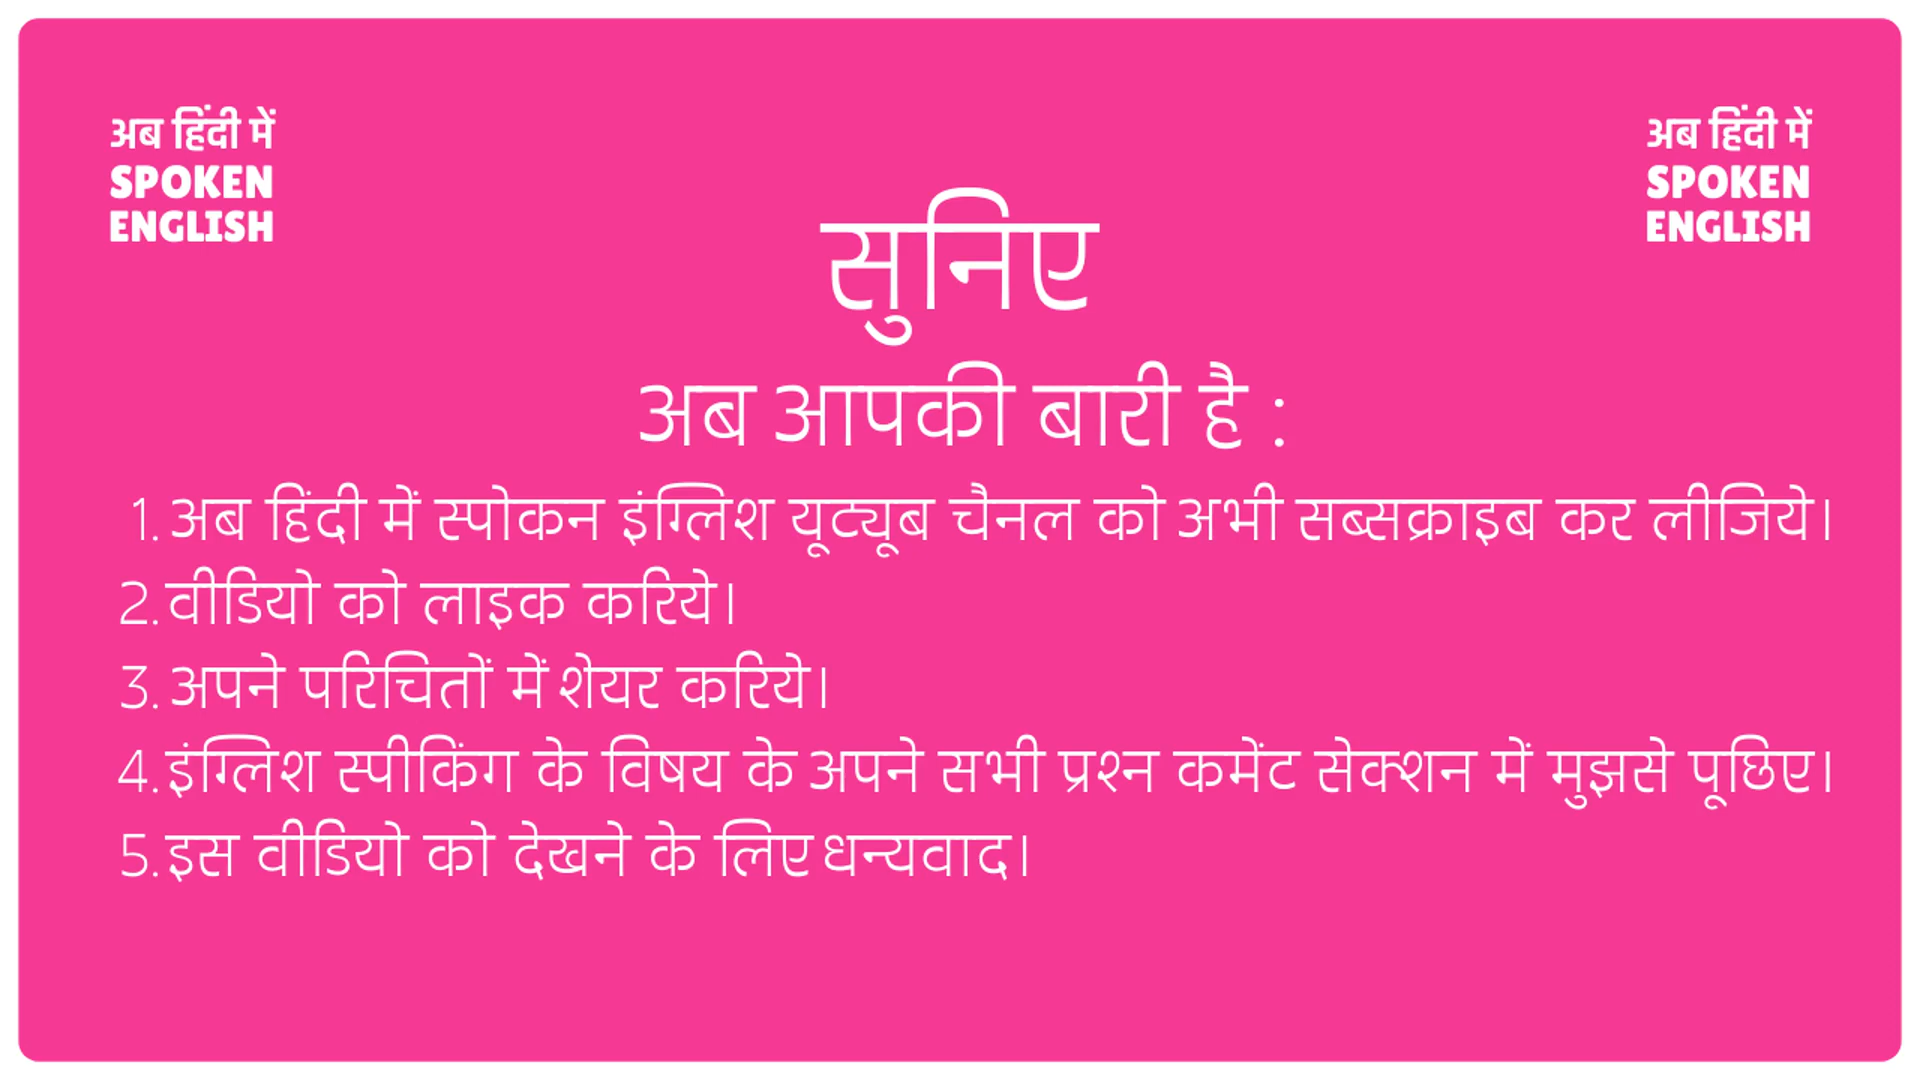 अब हिंदी में
SPOKEN
ENGLISH
अब हिंदी में
SPOKEN
ENGLISH
सुनिए
अब आपकी बारी है :
1. अब हिंदी में स्पोकन इंग्लिश यूट्यूब चैनल को अभी सब्सक्राइब कर लीजिये।
2. वीडियो को लाइक करिये।
3. अपने परिचितों में शेयर करिये।
4. इंग्लिश स्पीकिंग के विषय के अपने सभी प्रश्न कमेंट सेक्शन में मुझसे पूछिए।
5. इस वीडियो को देखने के लिए धन्यवाद।